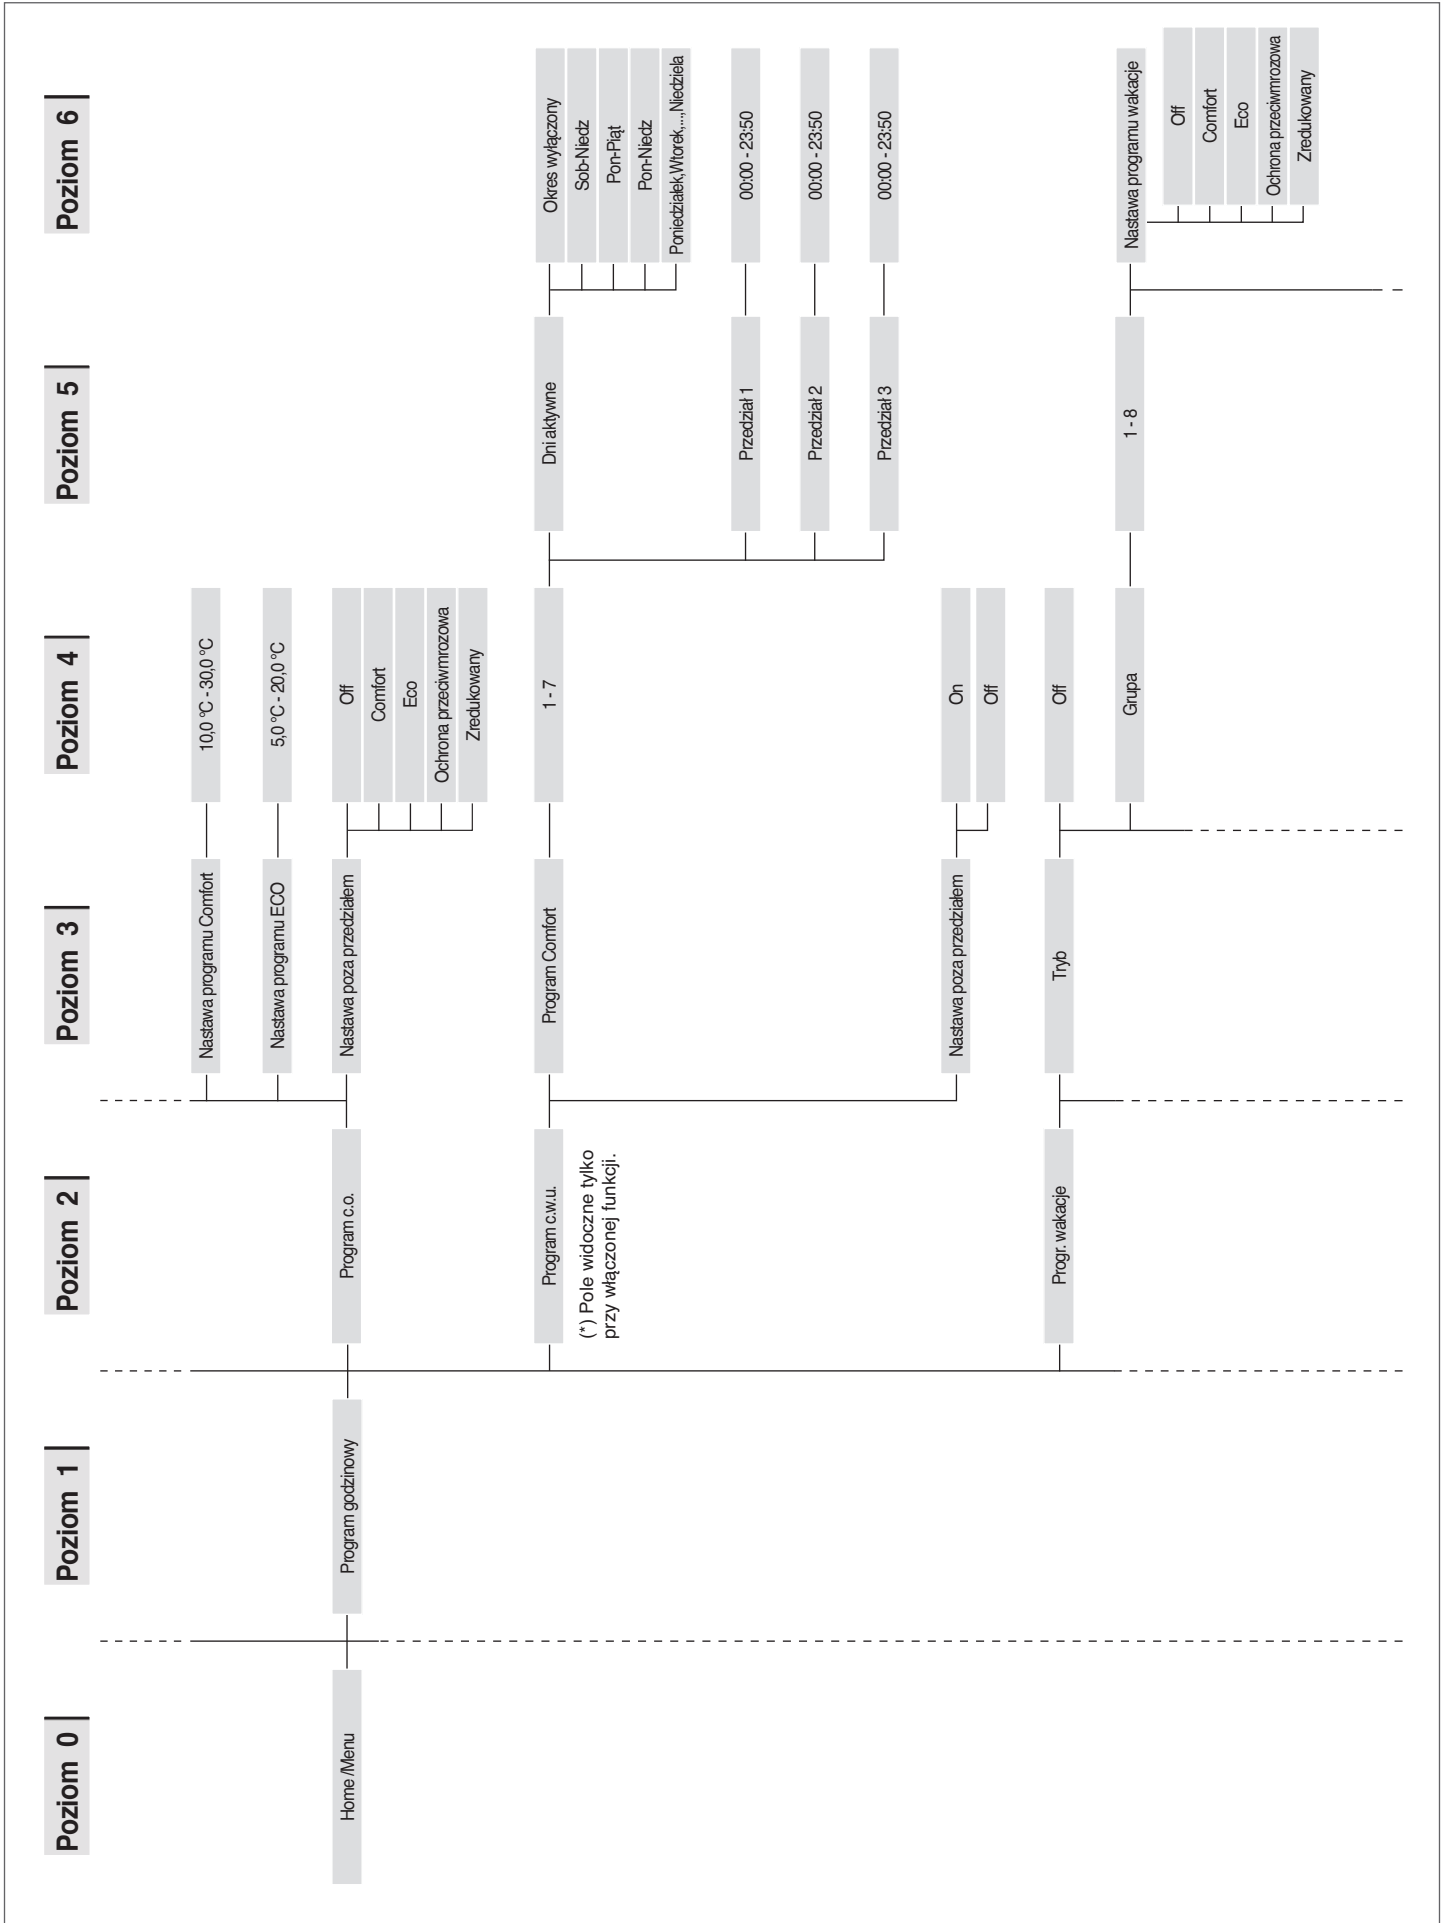 Poziom 0
Poziom 1
Poziom 2
Poziom 3
Poziom 4
Poziom 5
Poziom 6
Nastawa programu Comfort
10,0 °C - 30,0 °C
Nastawa programu ECO
5,0 °C - 20,0 °C
Home /Menu
Program godzinowy
Program c.o.
Nastawa poza przedziałem
Off
Comfort
Eco
Ochrona przeciwmrozowa
Zredukowany
Program c.w.u.
(*) Pole widoczne tylko
przy włączonej funkcji.
Program Comfort
1 - 7
Dni aktywne
Okres wyłączony
Sob-Niedz
Pon-Piąt
Pon-Niedz
Poniedziałek,Wtorek,...,Niedziela
Przedział 1
00:00 - 23:50
Przedział 2
00:00 - 23:50
Przedział 3
00:00 - 23:50
Nastawa poza przedziałem
On
Off
Progr. wakacje
Tryb
Off
Grupa
1 - 8
Nastawa programu wakacje
Off
Comfort
Eco
Ochrona przeciwmrozowa
Zredukowany